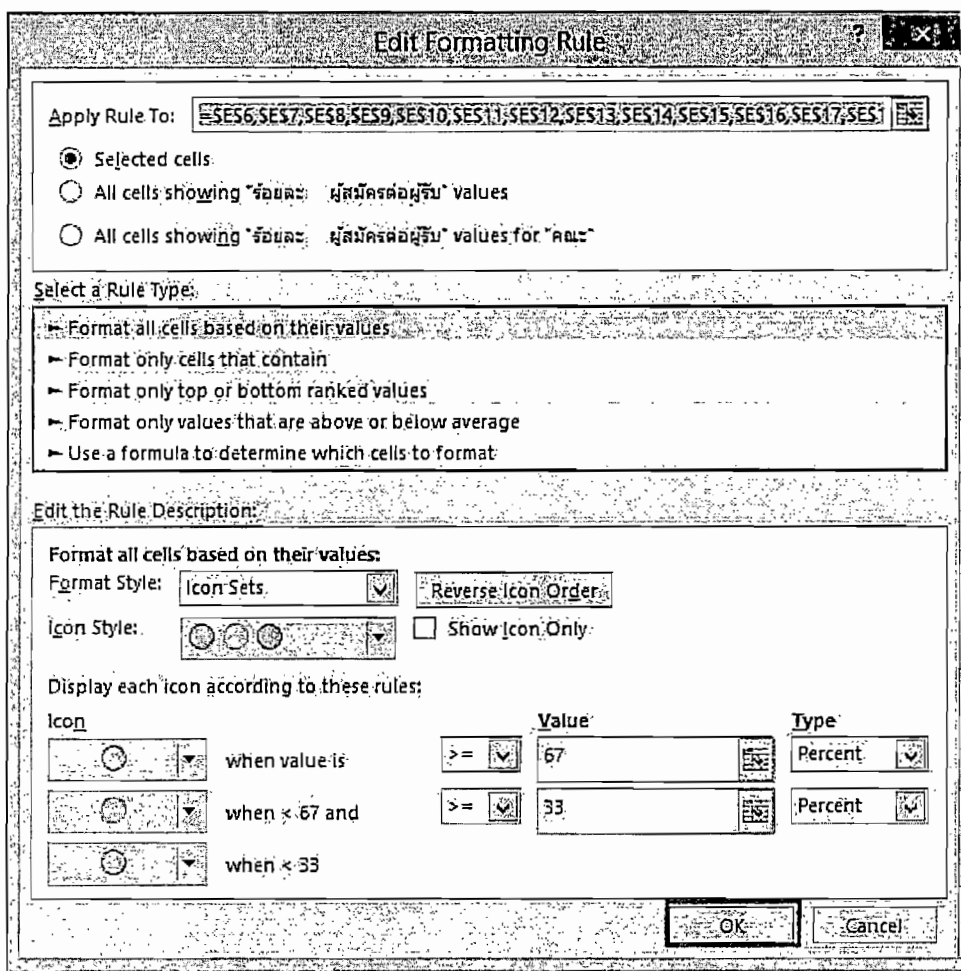 Edit Formatting Rule
? ×
Apply Rule To: =$E$6,$E$7,$E$8,$E$9,$E$10,$E$11,$E$12,$E$13,$E$14,$E$15,$E$16,$E$17,$E$1
Selected cells
All cells showing "ร้อยละ ผู้สมัครต่อผู้รับ" values
All cells showing "ร้อยละ ผู้สมัครต่อผู้รับ" values for "คณะ"
Select a Rule Type:
► Format all cells based on their values
► Format only cells that contain
► Format only top or bottom ranked values
► Format only values that are above or below average
► Use a formula to determine which cells to format
Edit the Rule Description:
Format all cells based on their values:
Format Style: Icon Sets Reverse Icon Order
Icon Style: Show Icon Only
Display each icon according to these rules:
Icon Value Type
when value is >= 67 Percent
when < 67 and >= 33 Percent
when < 33
OK Cancel